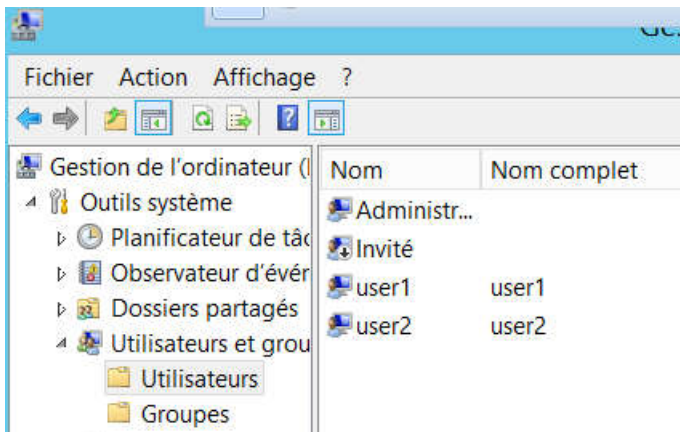 Fichier Action Affichage ?
Gestion de l'ordinateur (
Outils système
Planificateur de tâc
Observateur d'évér
Dossiers partagés
Utilisateurs et grou
Utilisateurs
Groupes
Nom Nom complet
Administr...
Invité
user1 user1
user2 user2